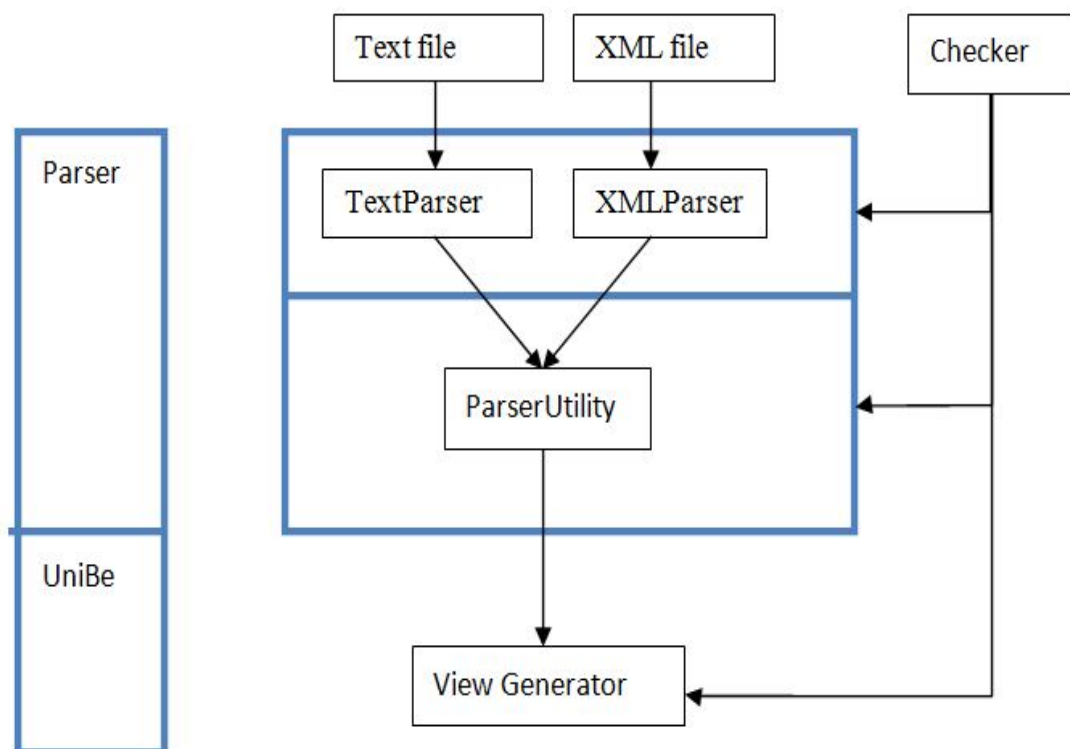 Text file
XML file
Checker
Parser
TextParser
XMLParser
ParserUtility
UniBe
View Generator